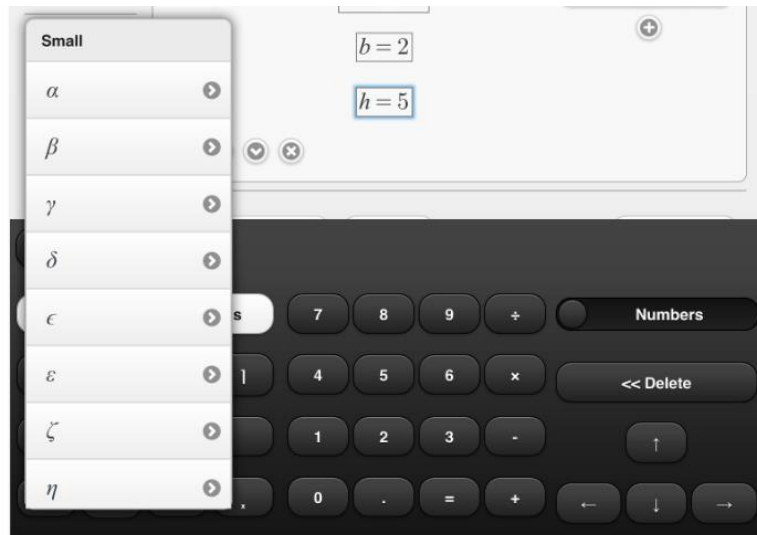 Small
α
β
γ
δ
ϵ
ε
ζ
η
b = 2
h = 5
s
7 8 9 ÷
Numbers
4 5 6 ×
<< Delete
1 2 3 -
↑
x
0 . = +
← ↓ →